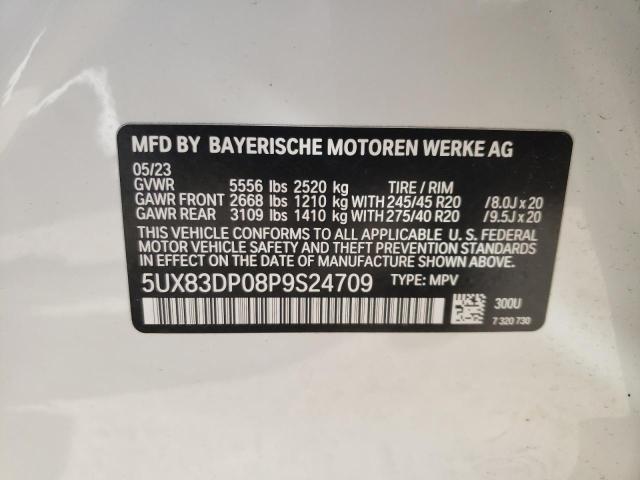 MFD BY BAYERISCHE MOTOREN WERKE AG
05/23
GVWR 5556 lbs 2520 kg TIRE / RIM
GAWR FRONT 2668 lbs 1210 kg WITH 245/45 R20 /8.0J x 20
GAWR REAR 3109 lbs 1410 kg WITH 275/40 R20 /9.5J x 20
THIS VEHICLE CONFORMS TO ALL APPLICABLE U. S. FEDERAL
MOTOR VEHICLE SAFETY AND THEFT PREVENTION STANDARDS
IN EFFECT ON THE DATE OF MANUFACTURE SHOWN ABOVE.
5UX83DP08P9S24709 TYPE: MPV
300U
7 320 730